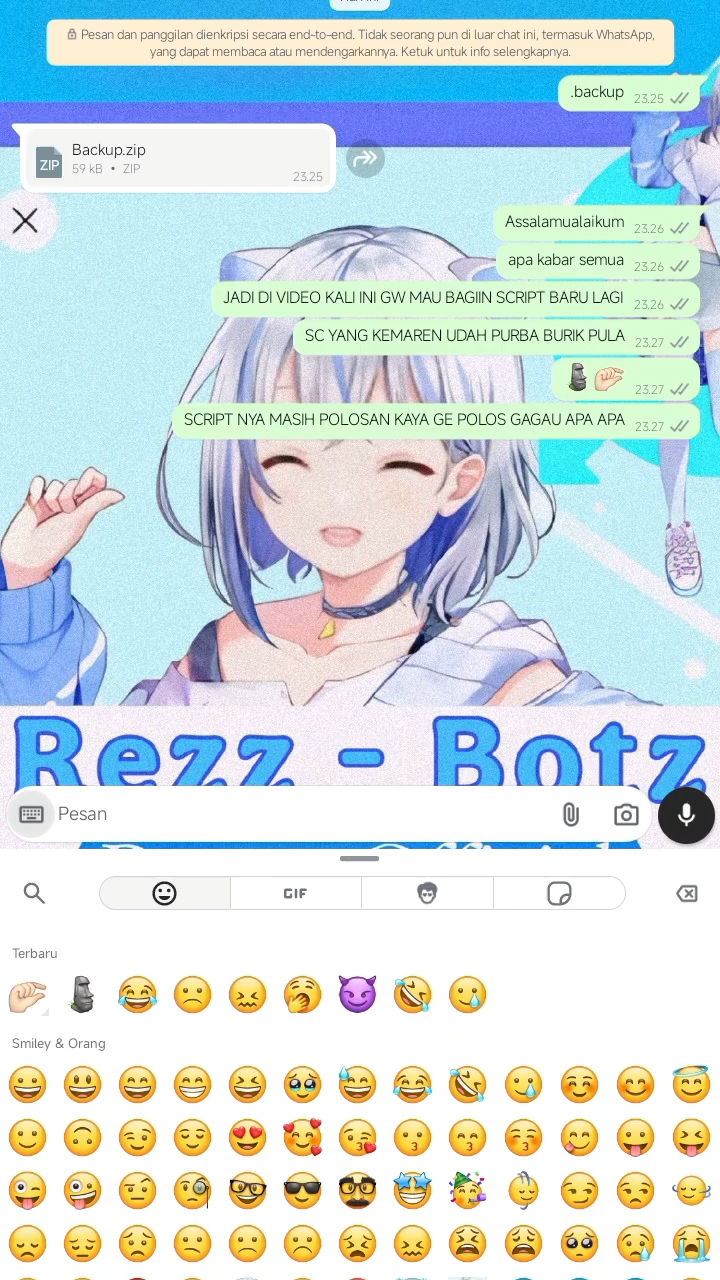 Pesan dan panggilan dienkripsi secara end-to-end. Tidak seorang pun di luar chat ini, termasuk WhatsApp,
yang dapat membaca atau mendengarkannya. Ketuk untuk info selengkapnya.
.backup 23.25
Backup.zip
ZIP
59 kB • ZIP
23.25
Assalamualaikum 23.26
apa kabar semua 23.26
JADI DI VIDEO KALI INI GW MAU BAGIIN SCRIPT BARU LAGI 23.26
SC YANG KEMAREN UDAH PURBA BURIK PULA 23.27
🗿🤏🏻 23.27
SCRIPT NYA MASIH POLOSAN KAYA GE POLOS GAGAU APA APA 23.27
Rezz - Botz
Pesan
GIF
Terbaru
Smiley & Orang